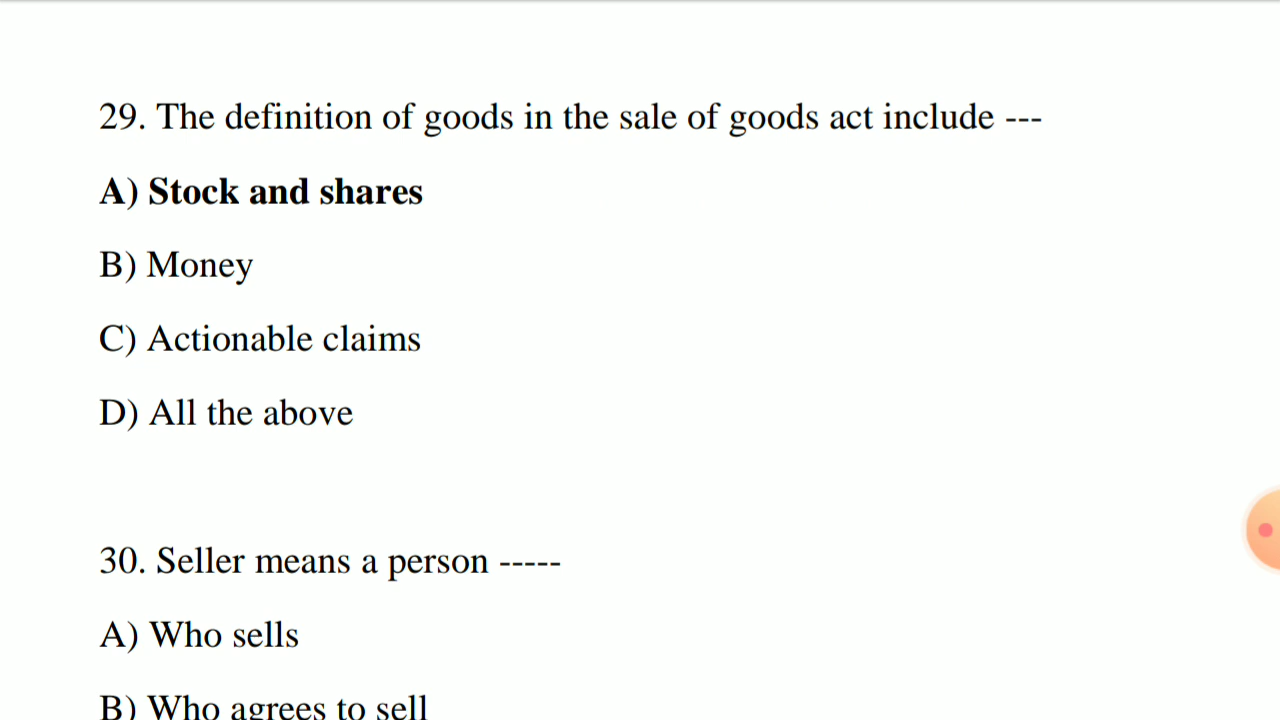 29. The definition of goods in the sale of goods act include ---
A) Stock and shares
B) Money
C) Actionable claims
D) All the above
30. Seller means a person -----
A) Who sells
B) Who agrees to sell